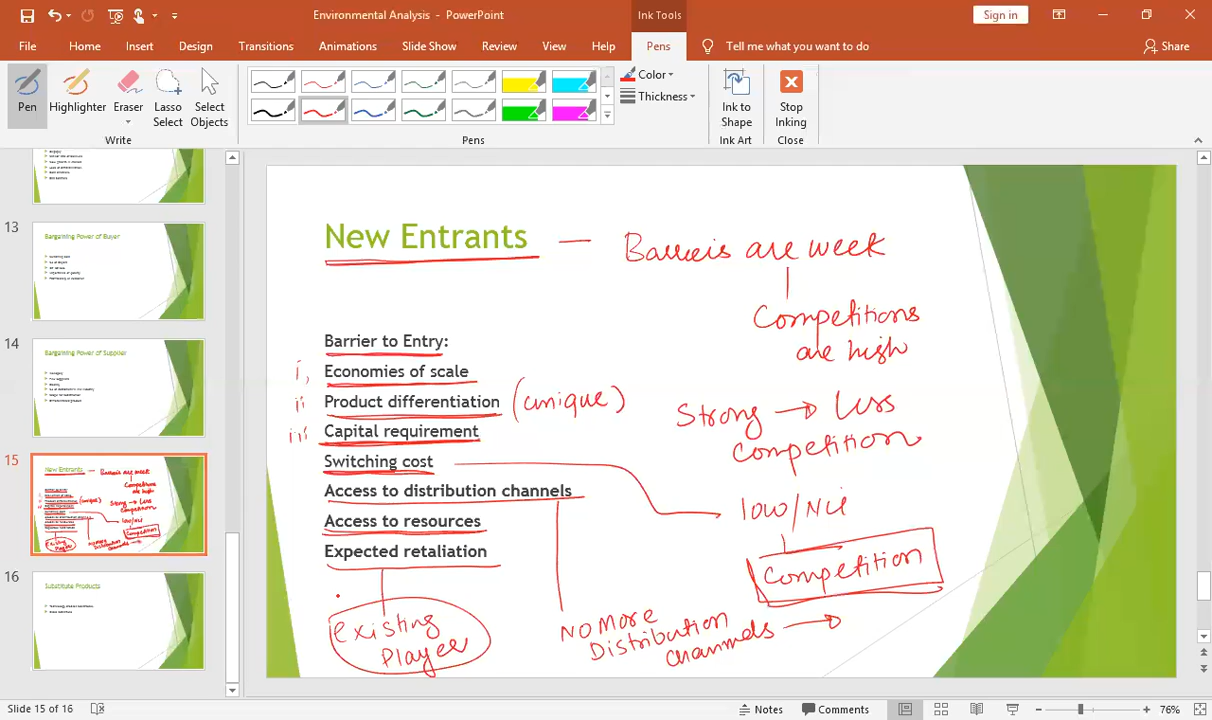 Environmental Analysis - PowerPoint
Ink Tools
Sign in
File
Home
Insert
Design
Transitions
Animations
Slide Show
Review
View
Help
Pens
Tell me what you want to do
Share
Pen
Highlighter
Eraser
Lasso
Select
Select
Objects
Color
Thickness
Ink to
Shape
Stop
Inking
Write
Pens
Ink Art
Close
13
Bargaining Power of Buyer
14
Bargaining Power of Supplier
15
16
Substitute Products
New Entrants — Barreis are week
Competitions
are high
Barrier to Entry:
i, Economies of scale
ii Product differentiation (unique)
iii Capital requirement
Switching cost
Access to distribution channels
Access to resources
Expected retaliation
Strong → less
competition
low/Nil
Competition
Existing
Player
NO More
Distribution
Channels →
Slide 15 of 16
Notes
Comments
76%